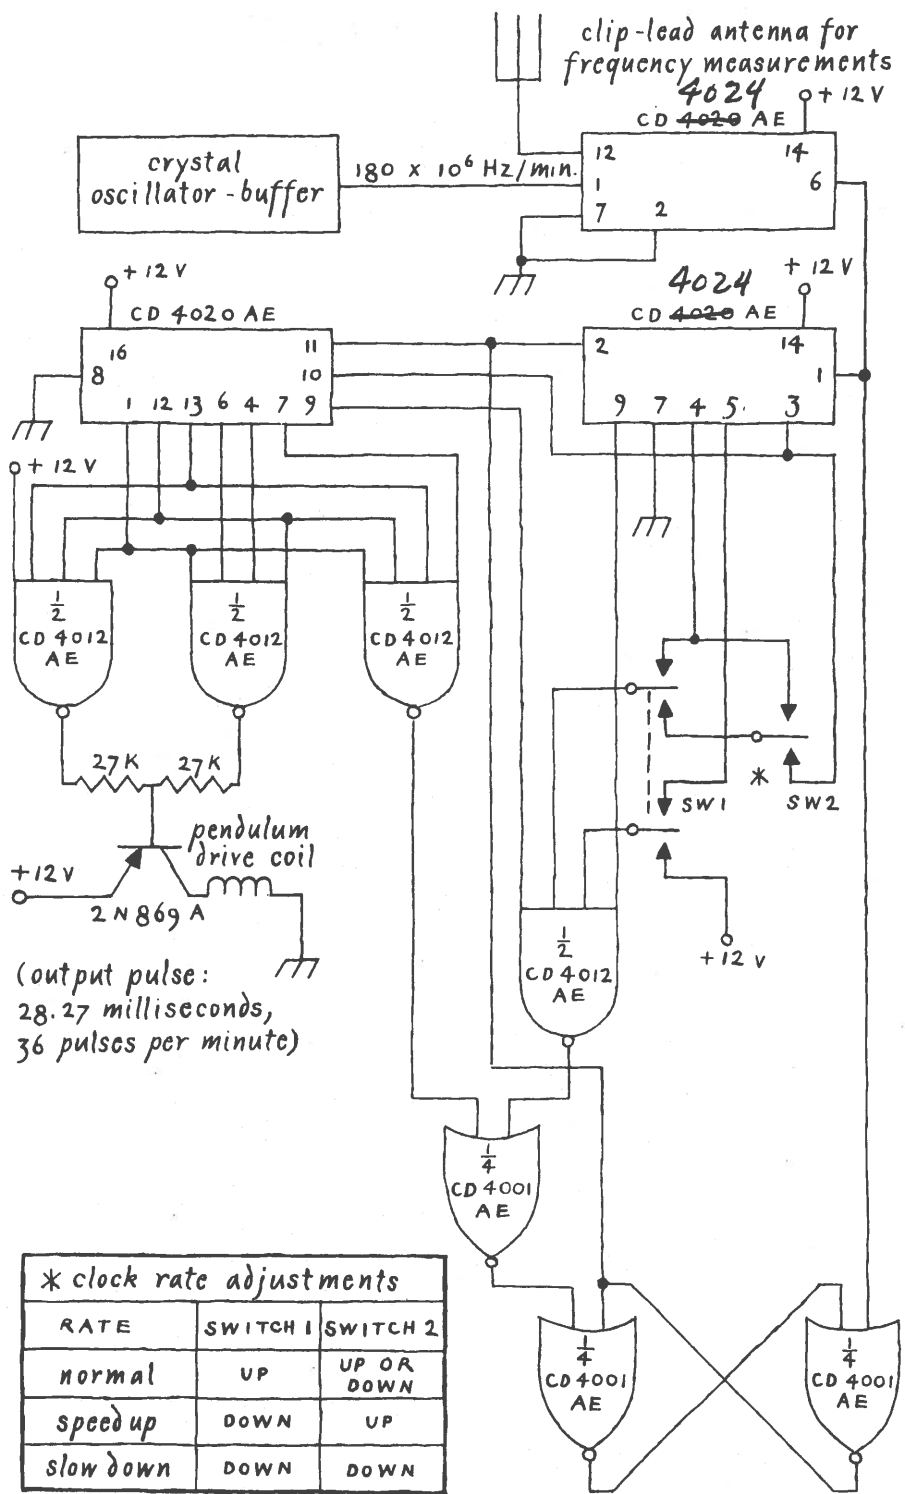 clip-lead antenna for
frequency measurements
4024
CD 4020 AE
+12V
12
14
1
6
7
2
crystal
oscillator-buffer
180 x 10⁶ Hz/min.
+12V
CD 4020 AE
16
11
8
10
1 12 13 6 4 7 9
4024
CD 4020 AE
+12V
2
14
1
9 7 4 5 3
+12V
1/2
CD 4012
AE
1/2
CD 4012
AE
1/2
CD 4012
AE
27K
27K
pendulum
drive coil
+12V
2N869A
(output pulse:
28.27 milliseconds,
36 pulses per minute)
SW1
*
SW2
+12V
1/2
CD 4012
AE
1/4
CD 4001
AE
1/4
CD 4001
AE
1/4
CD 4001
AE
* clock rate adjustments
RATE SWITCH 1 SWITCH 2
normal UP UP OR
DOWN
speed up DOWN UP
slow down DOWN DOWN